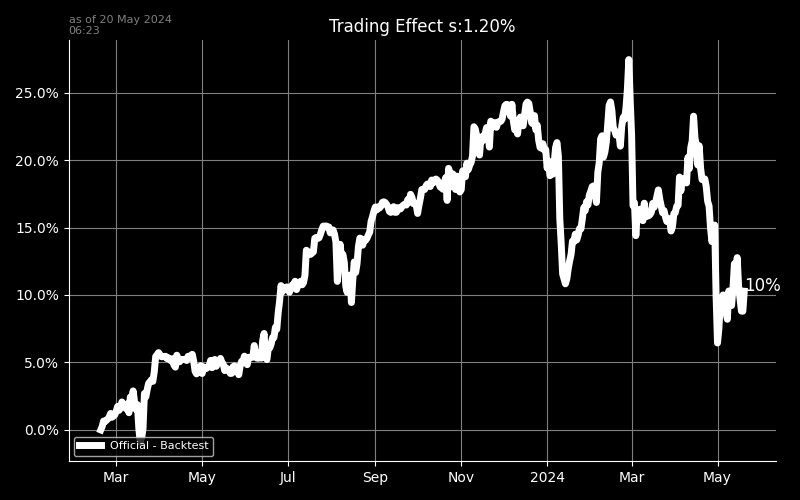 as of 20 May 2024
06:23
Trading Effect s:1.20%
25.0%
20.0%
15.0%
10.0%
5.0%
0.0%
10%
Official - Backtest
Mar
May
Jul
Sep
Nov
2024
Mar
May